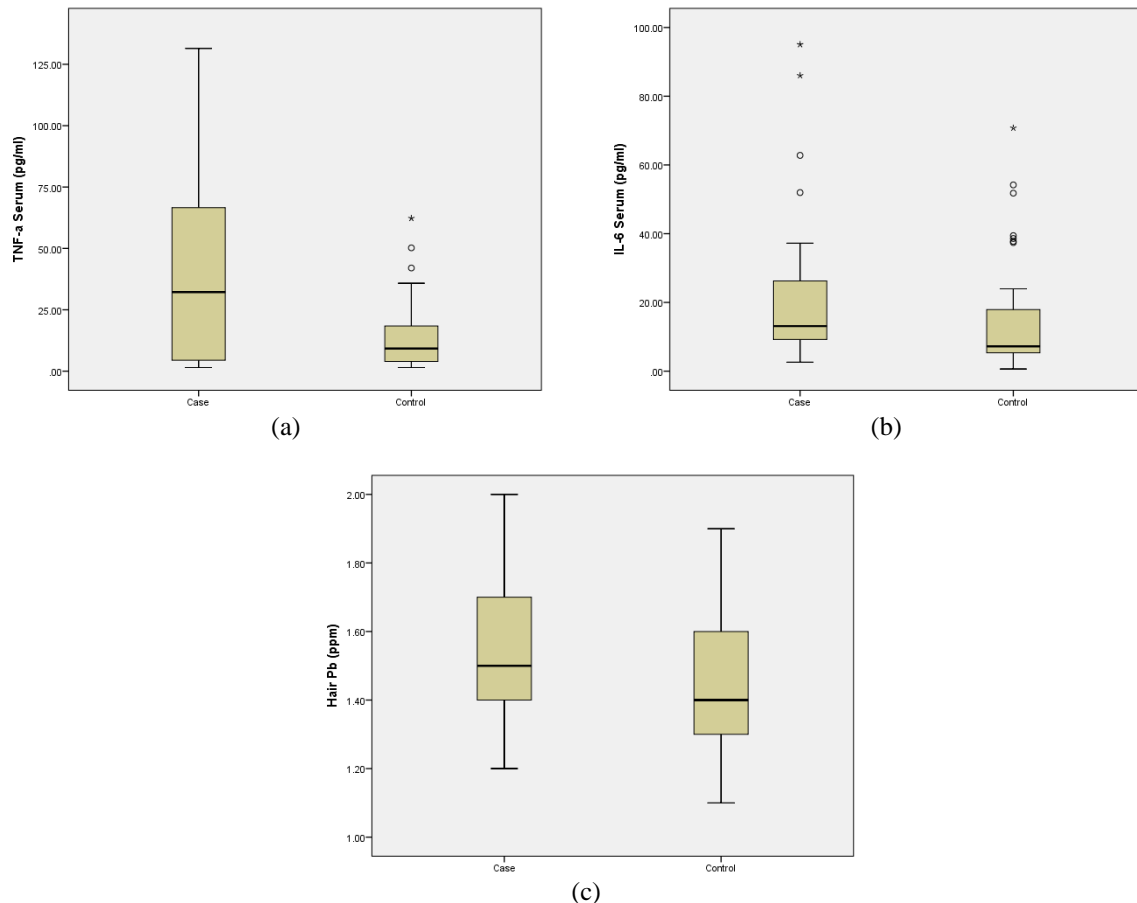 125.00
100.00
75.00
50.00
25.00
.00
TNF-a Serum (pg/ml)
Case Control
(a)
100.00
80.00
60.00
40.00
20.00
.00
IL-6 Serum (pg/ml)
Case Control
(b)
2.00
1.80
1.60
1.40
1.20
1.00
Hair Pb (ppm)
Case Control
(c)